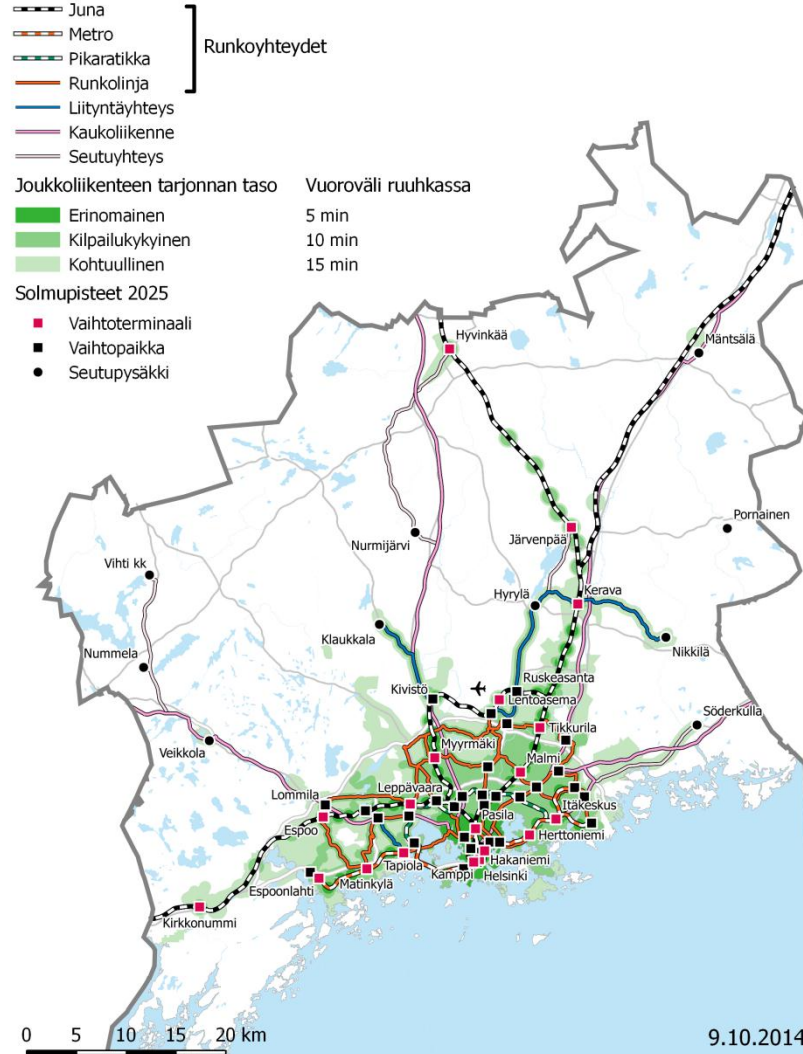 Juna
Metro
Pikaratikka
Runkolinja
Runkoyhteydet
Liityntäyhteys
Kaukoliikenne
Seutuyhteys
Joukkoliikenteen tarjonnan taso Vuoroväli ruuhkassa
Erinomainen 5 min
Kilpailukykyinen 10 min
Kohtuullinen 15 min
Solmupisteet 2025
Vaihtoterminaali
Vaihtopaikka
Seutupysäkki
Hyvinkää
Mäntsälä
Pornainen
Järvenpää
Nurmijärvi
Vihti kk
Kerava
Hyrylä
Klaukkala
Nikkilä
Nummela
Ruskeasanta
Kivistö
Lentoasema
Söderkulla
Tikkurila
Veikkola
Myyrmäki
Malmi
Leppävaara
Lommila
Itäkeskus
Pasila
Espoo
Herttoniemi
Hakaniemi
Tapiola
Kamppi
Helsinki
Matinkylä
Espoonlahti
Kirkkonummi
0 5 10 15 20 km
9.10.2014